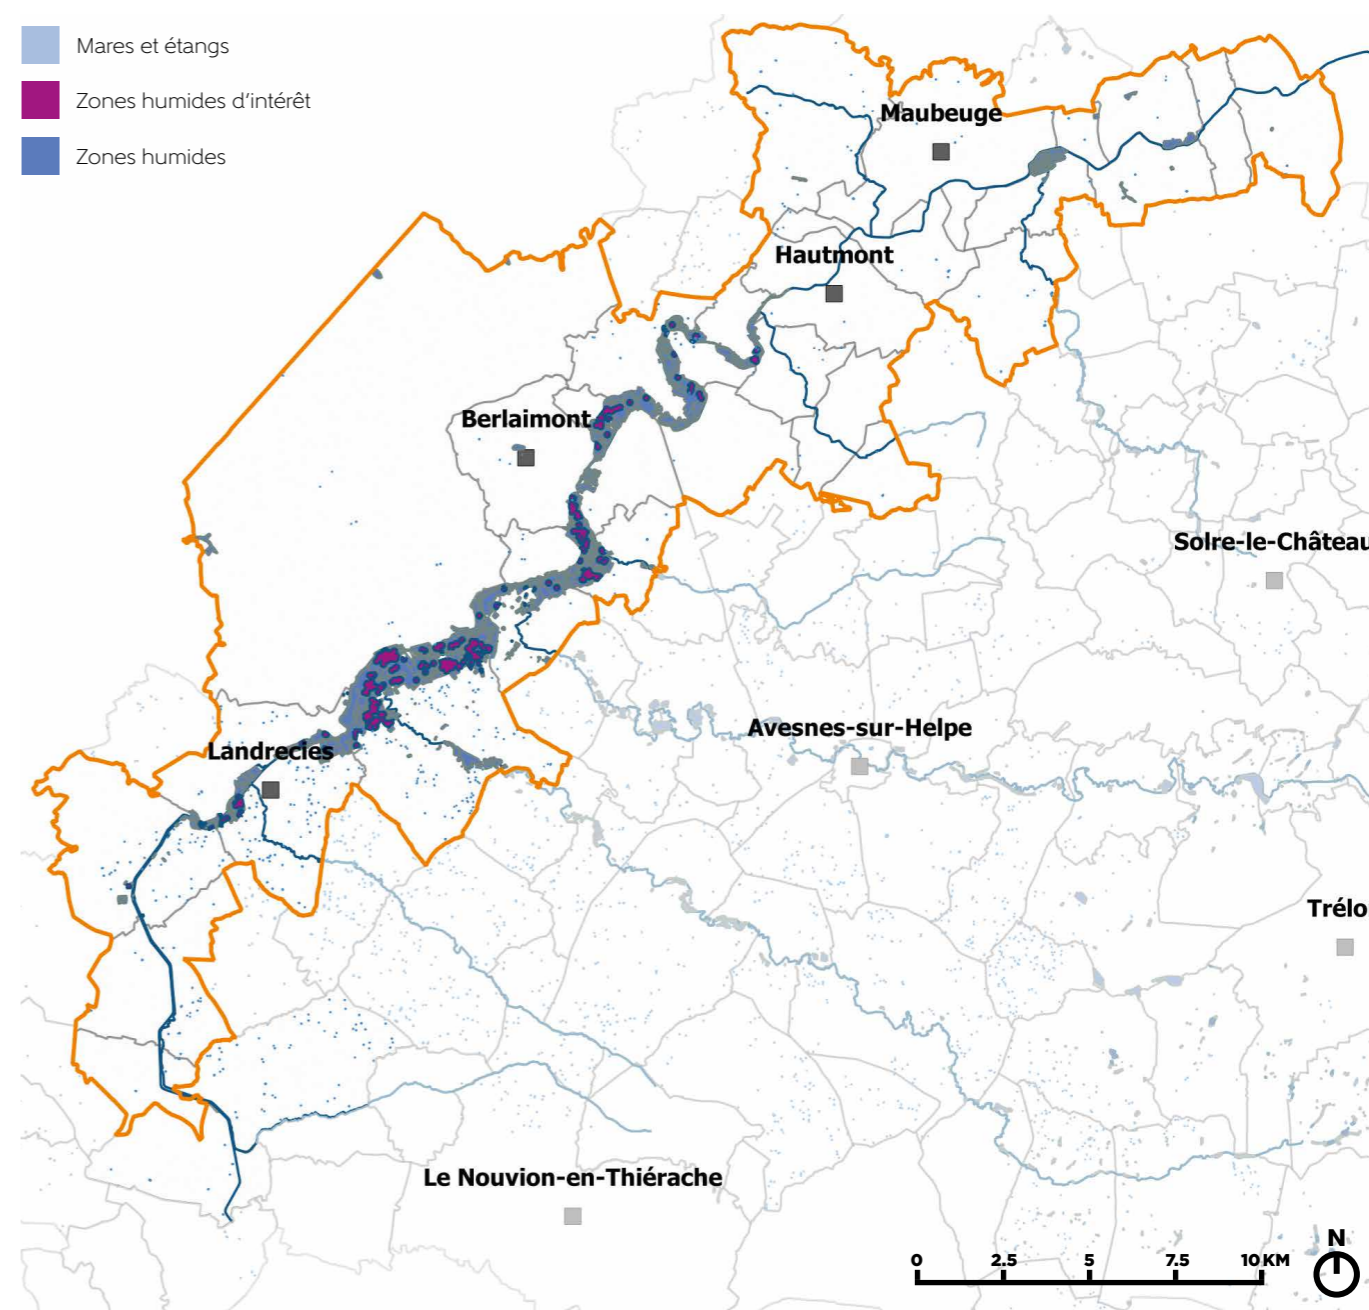 Mares et étangs
Zones humides d'intérêt
Zones humides
Maubeuge
Hautmont
Berlaimont
Solre-le-Château
Avesnes-sur-Helpe
Landrecies
Trélo
Le Nouvion-en-Thiérache
N
0 2.5 5 7.5 10 KM